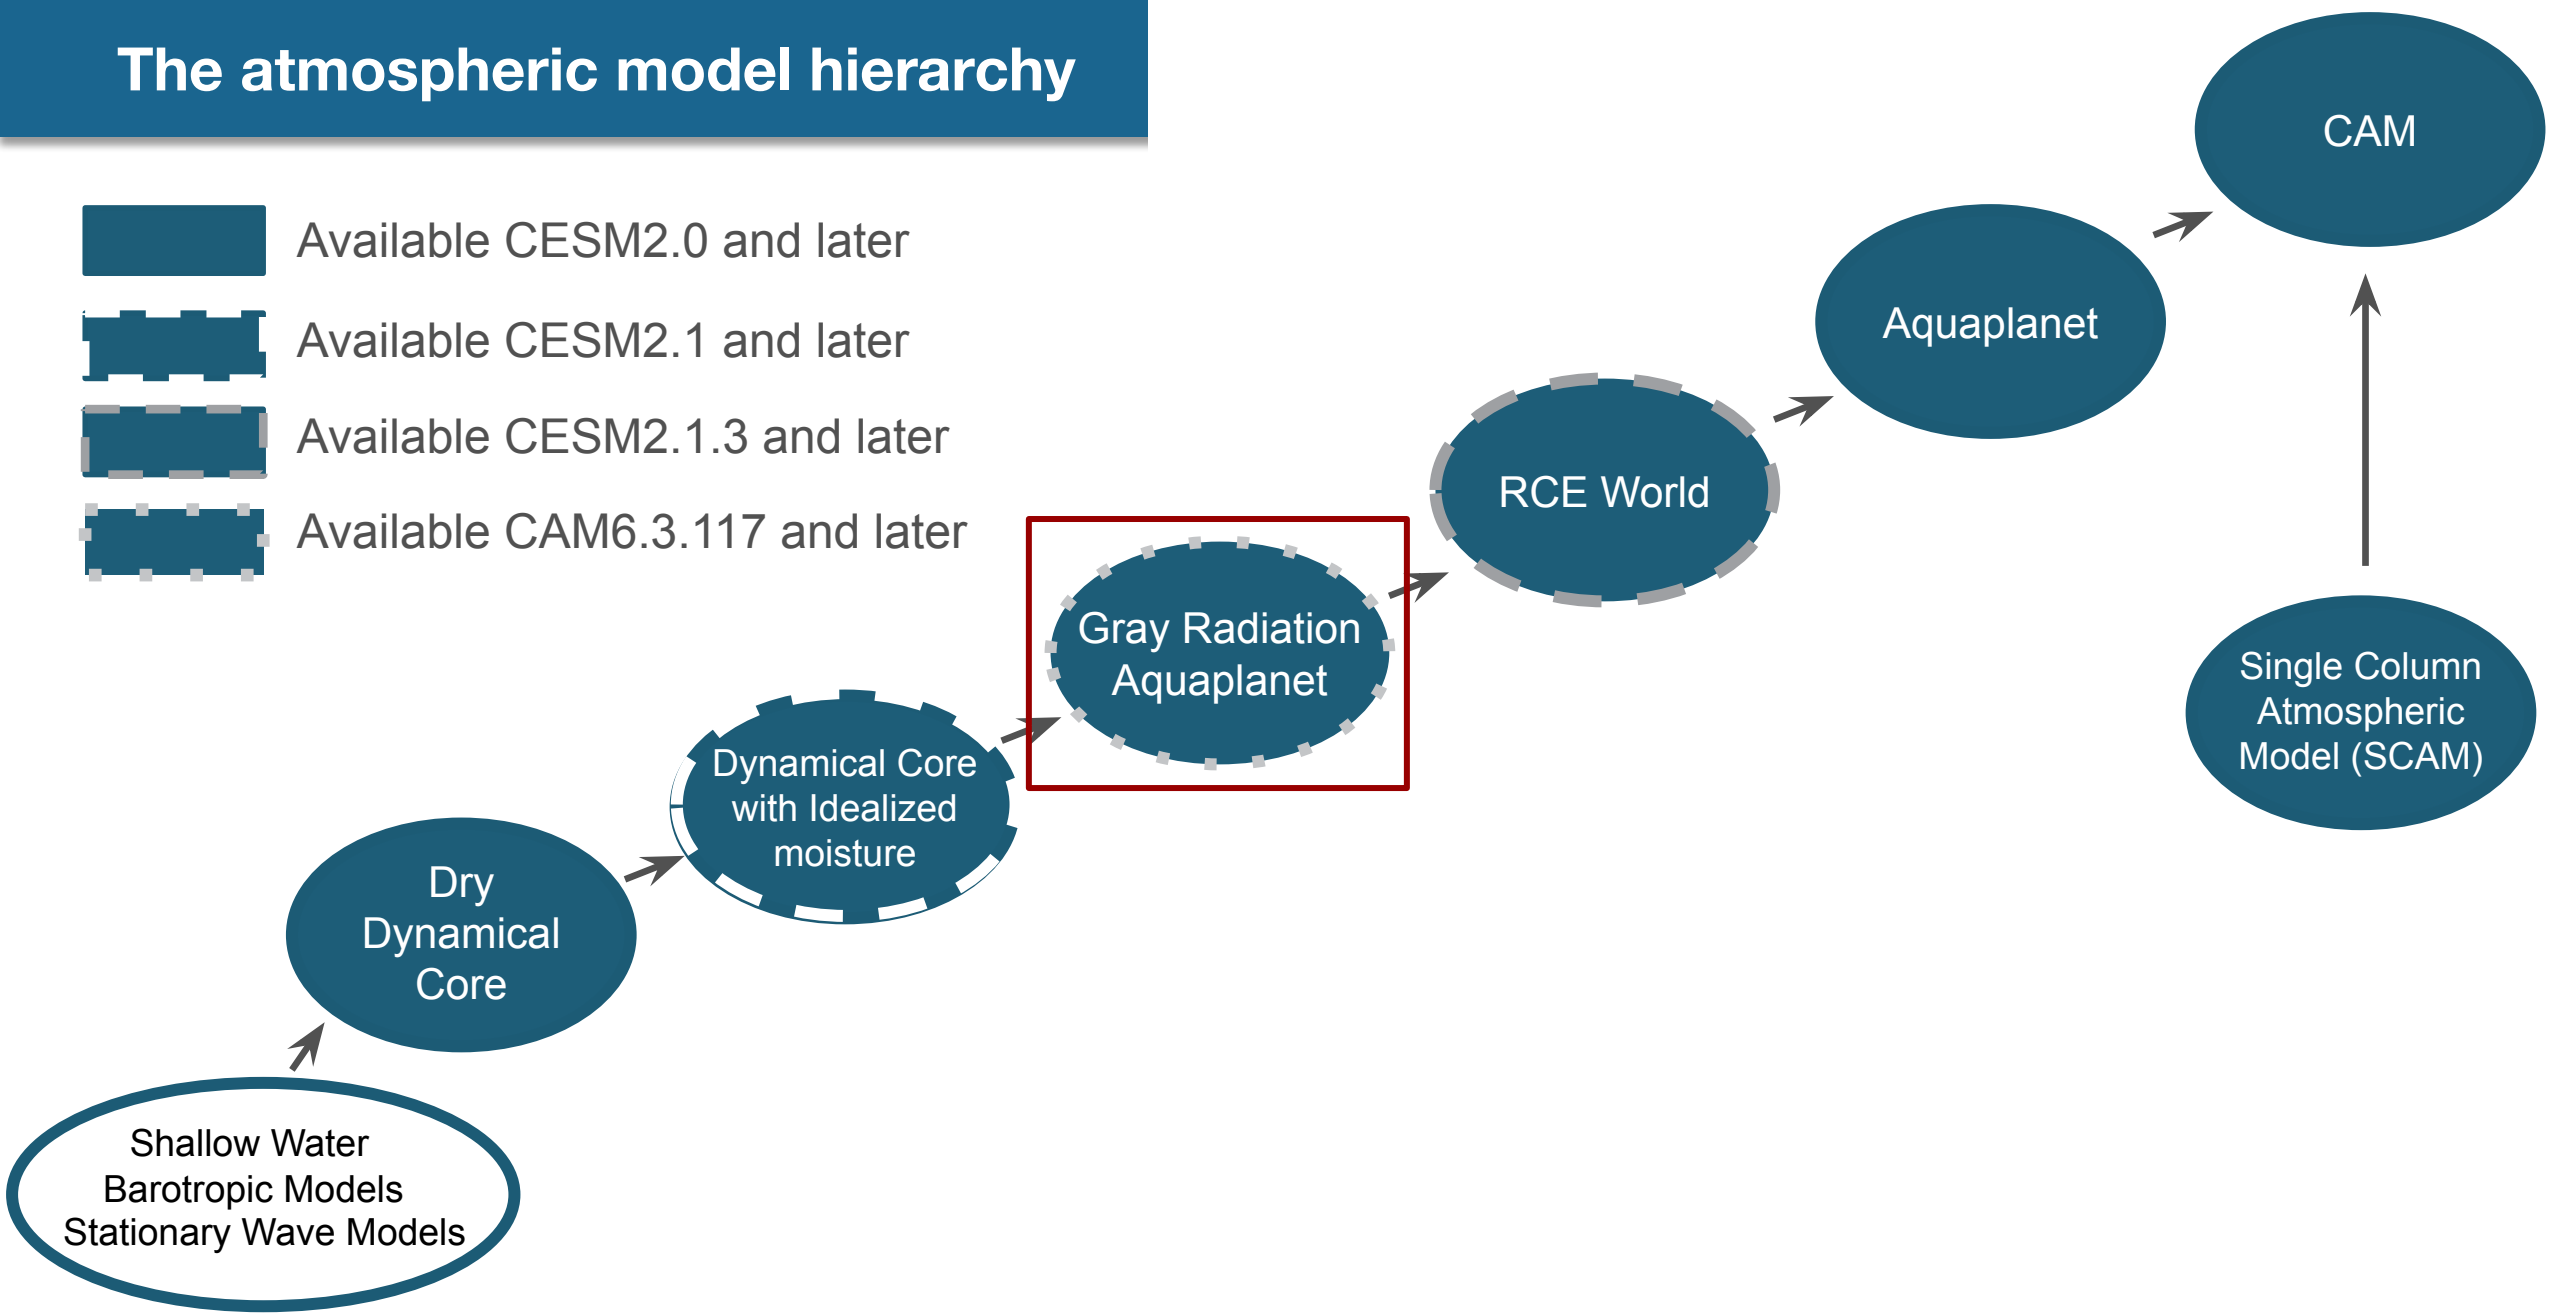 The atmospheric model hierarchy
Available CESM2.0 and later
Available CESM2.1 and later
Available CESM2.1.3 and later
Available CAM6.3.117 and later
CAM
Aquaplanet
RCE World
Gray Radiation
Aquaplanet
Single Column
Atmospheric
Model (SCAM)
Dynamical Core
with Idealized
moisture
Dry
Dynamical
Core
Shallow Water
Barotropic Models
Stationary Wave Models